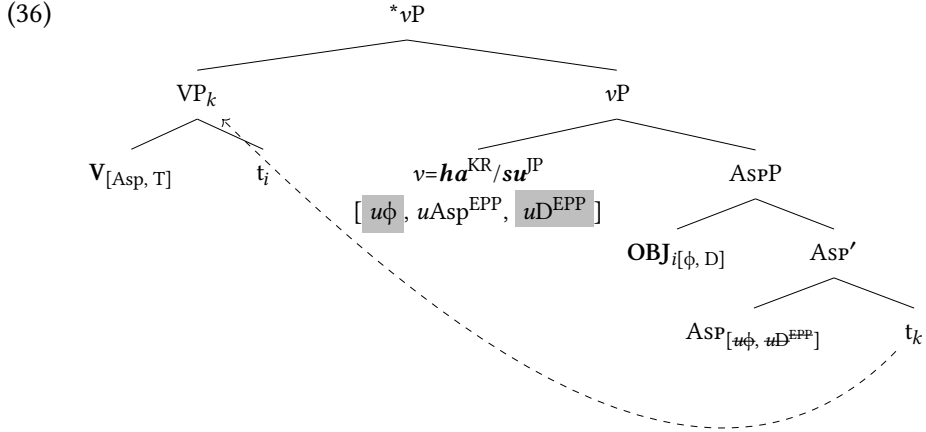 (36) *vP
VPk vP
V[Asp, T] ti v=haKR/suJP AspP
[ uϕ, uAspEPP, uDEPP ] OBJi[ϕ, D] Asp′
Asp[uϕ, uDEPP] tk